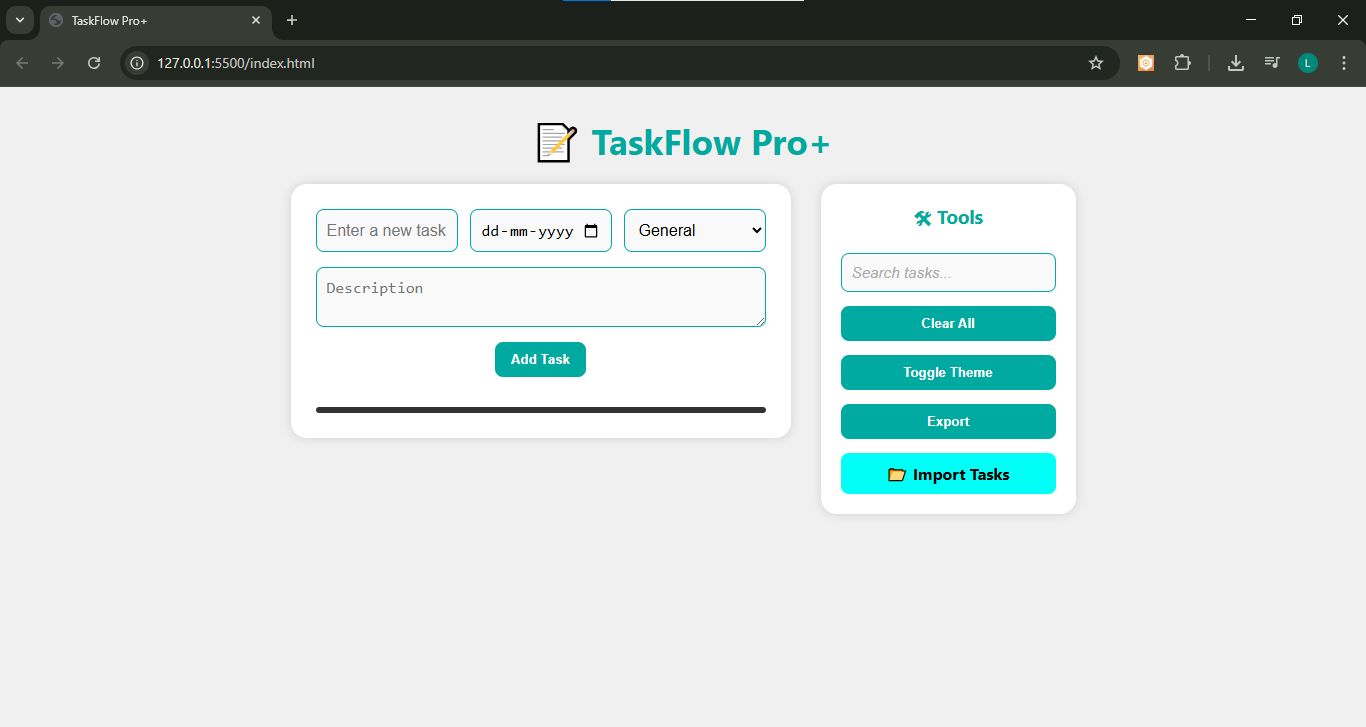 TaskFlow Pro+
127.0.0.1:5500/index.html
L
📝 TaskFlow Pro+
Enter a new task
dd-mm-yyyy
General
Description
Add Task
🛠 Tools
Search tasks...
Clear All
Toggle Theme
Export
📂 Import Tasks